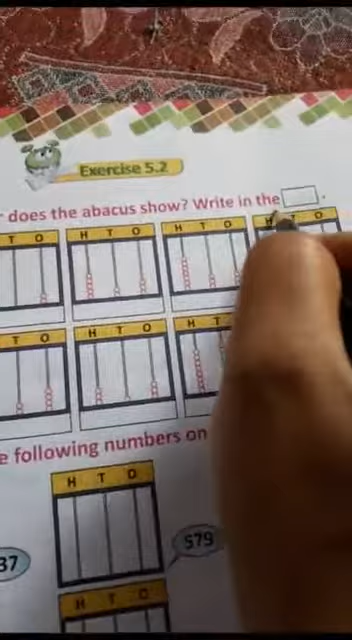 Exercise 5.2
does the abacus show? Write in the
T O H T O H T O H T O
T O H T O H T
e following numbers on
H T O
37 579
H T O